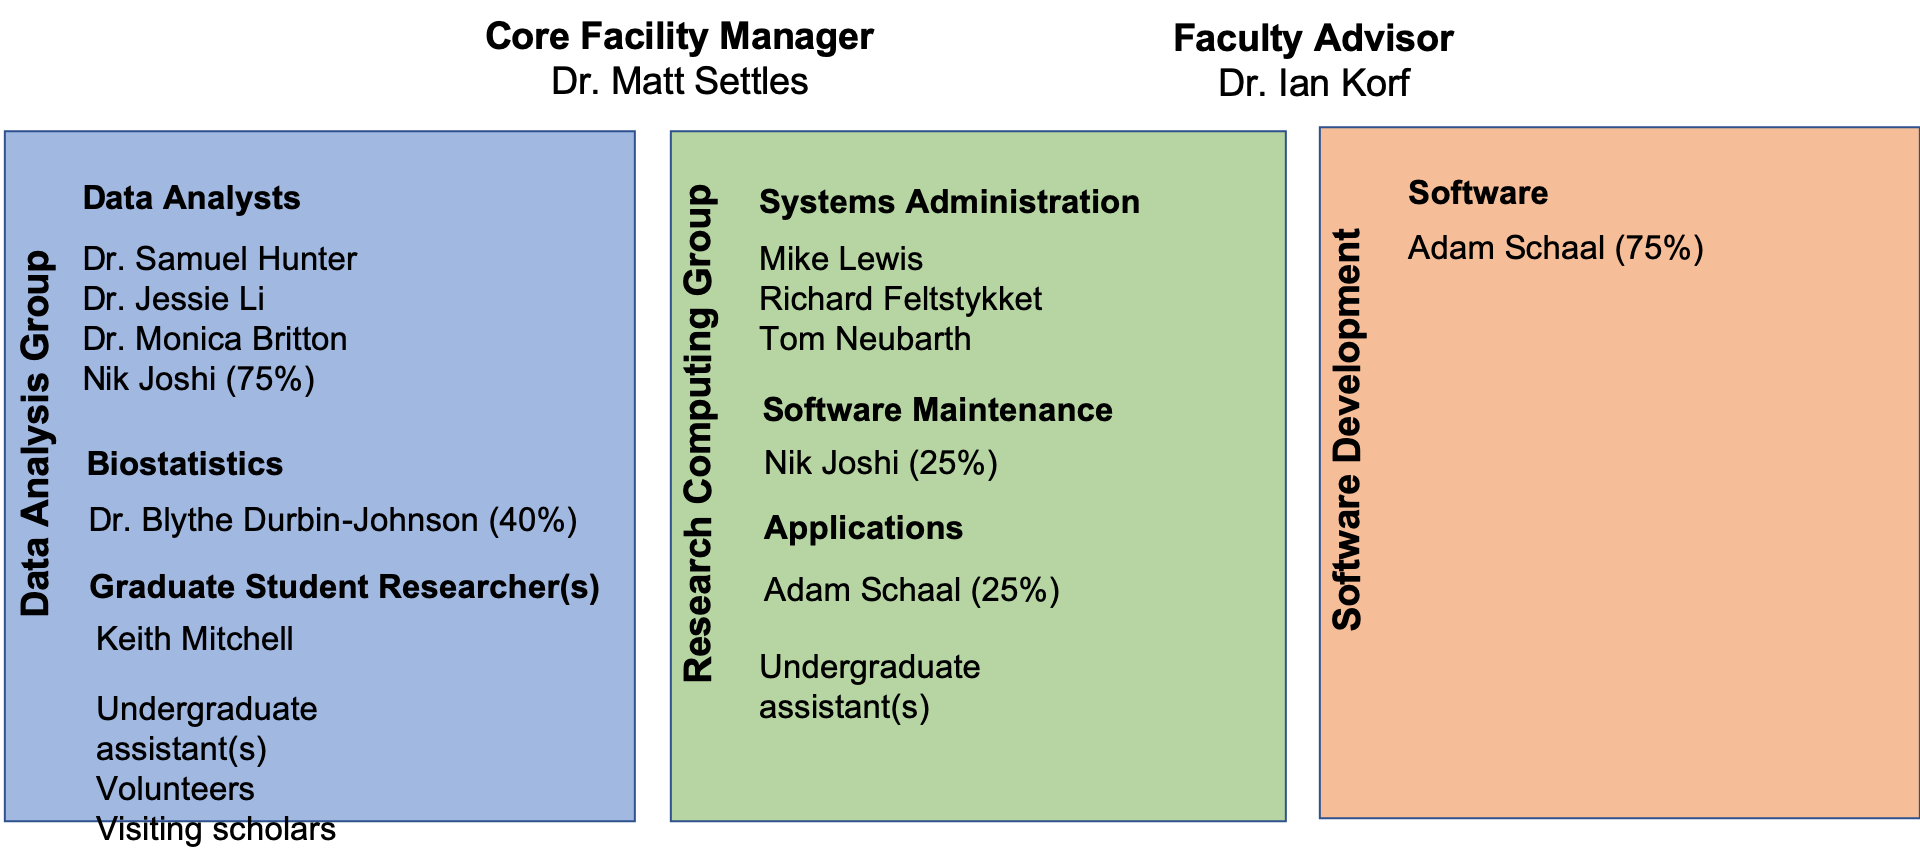 Core Facility Manager
Dr. Matt Settles
Faculty Advisor
Dr. Ian Korf
Data Analysis Group
Data Analysts
Dr. Samuel Hunter
Dr. Jessie Li
Dr. Monica Britton
Nik Joshi (75%)
Biostatistics
Dr. Blythe Durbin-Johnson (40%)
Graduate Student Researcher(s)
Keith Mitchell
Undergraduate
assistant(s)
Volunteers
Visiting scholars
Research Computing Group
Systems Administration
Mike Lewis
Richard Feltstykket
Tom Neubarth
Software Maintenance
Nik Joshi (25%)
Applications
Adam Schaal (25%)
Undergraduate
assistant(s)
Software Development
Software
Adam Schaal (75%)